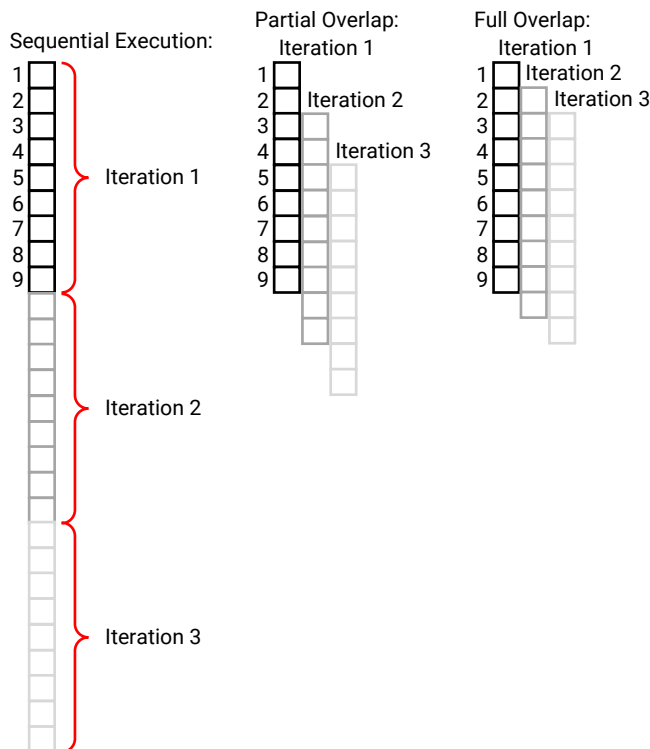 Sequential Execution:
1
2
3
4
5
6
7
8
9
Iteration 1
Iteration 2
Iteration 3
Partial Overlap:
Iteration 1
Iteration 2
Iteration 3
1
2
3
4
5
6
7
8
9
Full Overlap:
Iteration 1
Iteration 2
Iteration 3
1
2
3
4
5
6
7
8
9